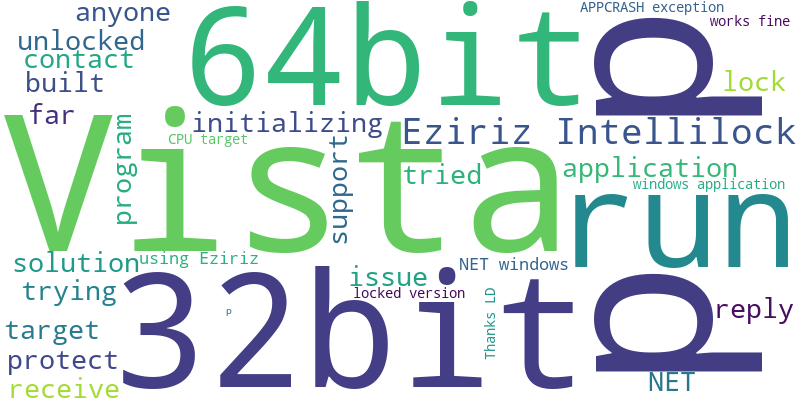 anyone
64bit
APPCRASH exception
p
works fine
unlocked
contact
lock
built
far
initializing
Eziriz Intellilock
Vista
program
CPU target
support
tried
application
windows application
run
solution
using Eziriz
NET windows
issue
32bit
p
trying
locked version
Thanks LD
reply
P
target
protect
NET
receive